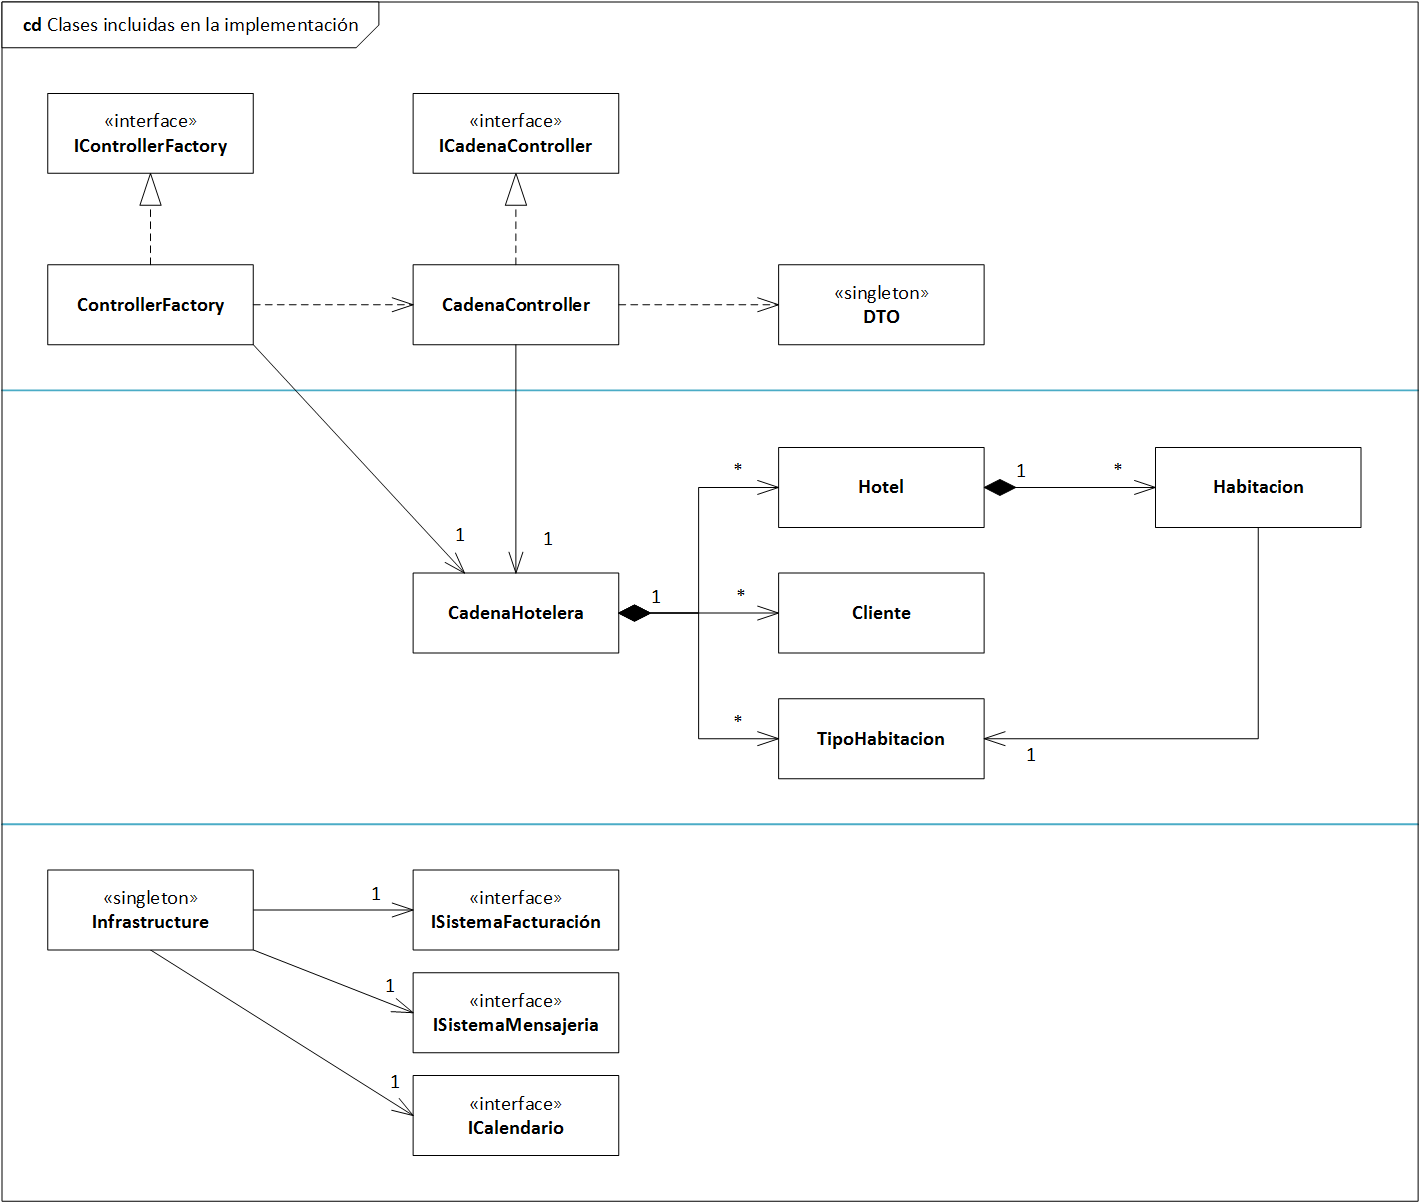 cd Clases incluidas en la implementación
«interface»
IControllerFactory
«interface»
ICadenaController
ControllerFactory
CadenaController
«singleton»
DTO
1
1
*
Hotel
1
*
Habitacion
CadenaHotelera
1
*
Cliente
*
TipoHabitacion
1
«singleton»
Infrastructure
1
«interface»
ISistemaFacturación
1
«interface»
ISistemaMensajeria
1
«interface»
ICalendario